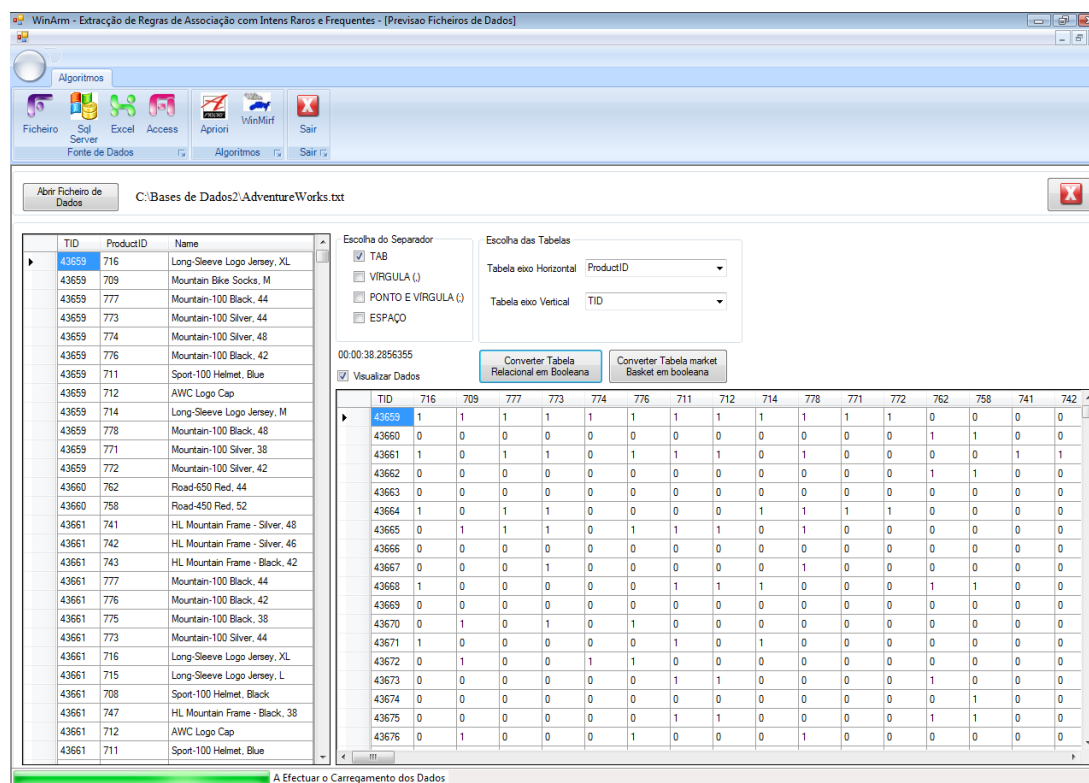 WinArm - Extracção de Regras de Associação com Intens Raros e Frequentes - [Previsao Ficheiros de Dados]
Algoritmos
Ficheiro Sql Server Excel Access Apriori WinMirf Sair
Fonte de Dados Algoritmos Sair
Abrir Ficheiro de Dados C:\Bases de Dados2\AdventureWorks.txt
TID ProductID Name
43659 716 Long-Sleeve Logo Jersey, XL
43659 709 Mountain Bike Socks, M
43659 777 Mountain-100 Black, 44
43659 773 Mountain-100 Silver, 44
43659 774 Mountain-100 Silver, 48
43659 776 Mountain-100 Black, 42
43659 711 Sport-100 Helmet, Blue
43659 712 AWC Logo Cap
43659 714 Long-Sleeve Logo Jersey, M
43659 778 Mountain-100 Black, 48
43659 771 Mountain-100 Silver, 38
43659 772 Mountain-100 Silver, 42
43660 762 Road-650 Red, 44
43660 758 Road-450 Red, 52
43661 741 HL Mountain Frame - Silver, 48
43661 742 HL Mountain Frame - Silver, 46
43661 743 HL Mountain Frame - Black, 42
43661 777 Mountain-100 Black, 44
43661 776 Mountain-100 Black, 42
43661 775 Mountain-100 Black, 38
43661 773 Mountain-100 Silver, 44
43661 716 Long-Sleeve Logo Jersey, XL
43661 715 Long-Sleeve Logo Jersey, L
43661 708 Sport-100 Helmet, Black
43661 747 HL Mountain Frame - Black, 38
43661 712 AWC Logo Cap
43661 711 Sport-100 Helmet, Blue
Escolha do Separador
TAB
VÍRGULA (,)
PONTO E VÍRGULA (;)
ESPAÇO
Escolha das Tabelas
Tabela eixo Horizontal ProductID
Tabela eixo Vertical TID
00:00:38.2856355
Visualizar Dados
Converter Tabela
Relacional em Booleana
Converter Tabela market
Basket em booleana
TID 716 709 777 773 774 776 711 712 714 778 771 772 762 758 741 742
43659 1 1 1 1 1 1 1 1 1 1 1 1 0 0 0 0
43660 0 0 0 0 0 0 0 0 0 0 0 0 1 1 0 0
43661 1 0 1 1 0 1 1 1 0 1 0 0 0 0 1 1
43662 0 0 0 0 0 0 0 0 0 0 0 0 1 1 0 0
43663 0 0 0 0 0 0 0 0 0 0 0 0 0 0 0 0
43664 1 0 1 1 0 0 0 0 1 1 1 1 0 0 0 0
43665 0 1 1 1 0 1 1 1 0 1 0 0 0 0 0 0
43666 0 0 0 0 0 0 0 0 0 0 0 0 0 0 0 0
43667 0 0 0 1 0 0 0 0 0 1 0 0 0 0 0 0
43668 1 0 0 0 0 0 1 1 1 0 0 0 1 1 0 0
43669 0 0 0 0 0 0 0 0 0 0 0 0 0 0 0 0
43670 0 1 0 1 0 1 0 0 0 0 0 0 0 0 0 0
43671 1 0 0 0 0 0 1 0 1 0 0 0 0 0 0 0
43672 0 1 0 0 1 1 0 0 0 0 0 0 0 0 0 0
43673 0 0 0 0 0 0 1 1 0 0 0 0 1 0 0 0
43674 0 0 0 0 0 0 0 0 0 0 0 0 0 1 0 0
43675 0 0 0 0 0 0 1 1 0 0 0 0 1 1 0 0
43676 0 1 0 0 0 1 0 0 0 1 0 0 0 0 0 0
A Efectuar o Carregamento dos Dados